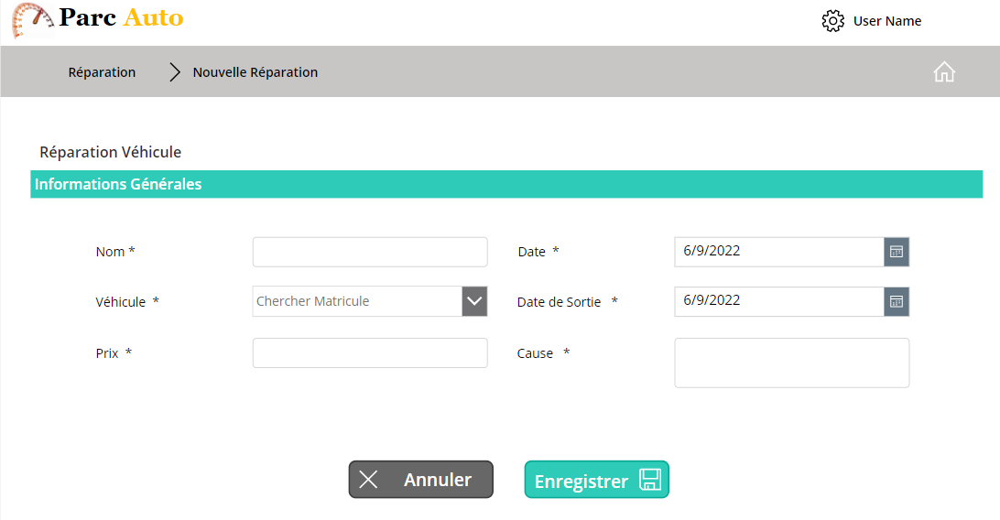 Parc Auto
User Name
Réparation
Nouvelle Réparation
Réparation Véhicule
Informations Générales
Nom *
Date *
6/9/2022
Véhicule *
Chercher Matricule
Date de Sortie *
6/9/2022
Prix *
Cause *
Annuler
Enregistrer